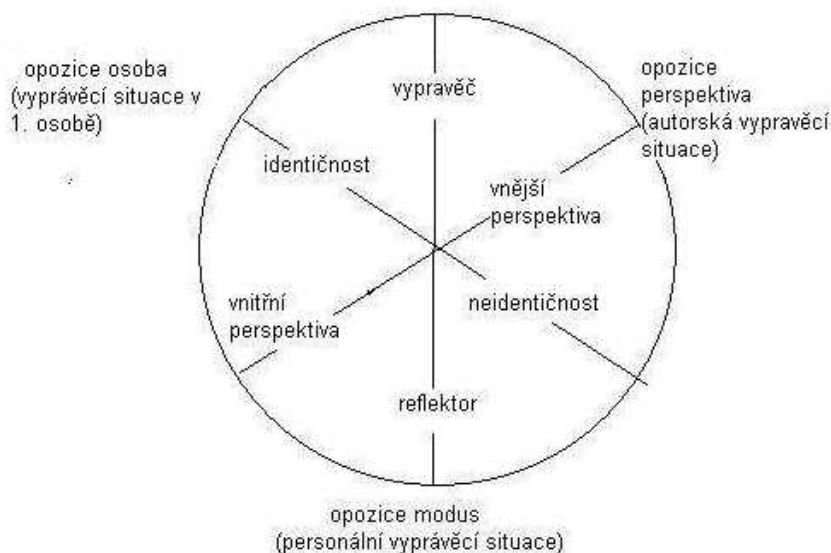 opozice osoba
(vyprávěcí situace v
1. osobě)
opozice
perspektiva
(autorská vypravěcí
situace)
vypravěč
identičnost
vnější
perspektiva
vnitřní
perspektiva
neidentičnost
reflektor
opozice modus
(personální vyprávěcí situace)